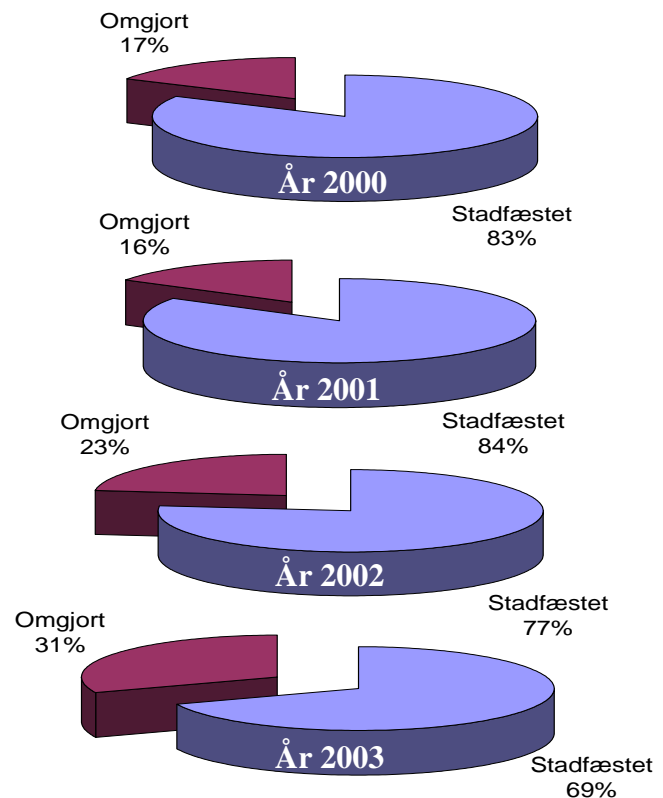 Omgjort
17%
År 2000
Stadfæstet
83%
Omgjort
16%
År 2001
Stadfæstet
84%
Omgjort
23%
År 2002
Stadfæstet
77%
Omgjort
31%
År 2003
Stadfæstet
69%